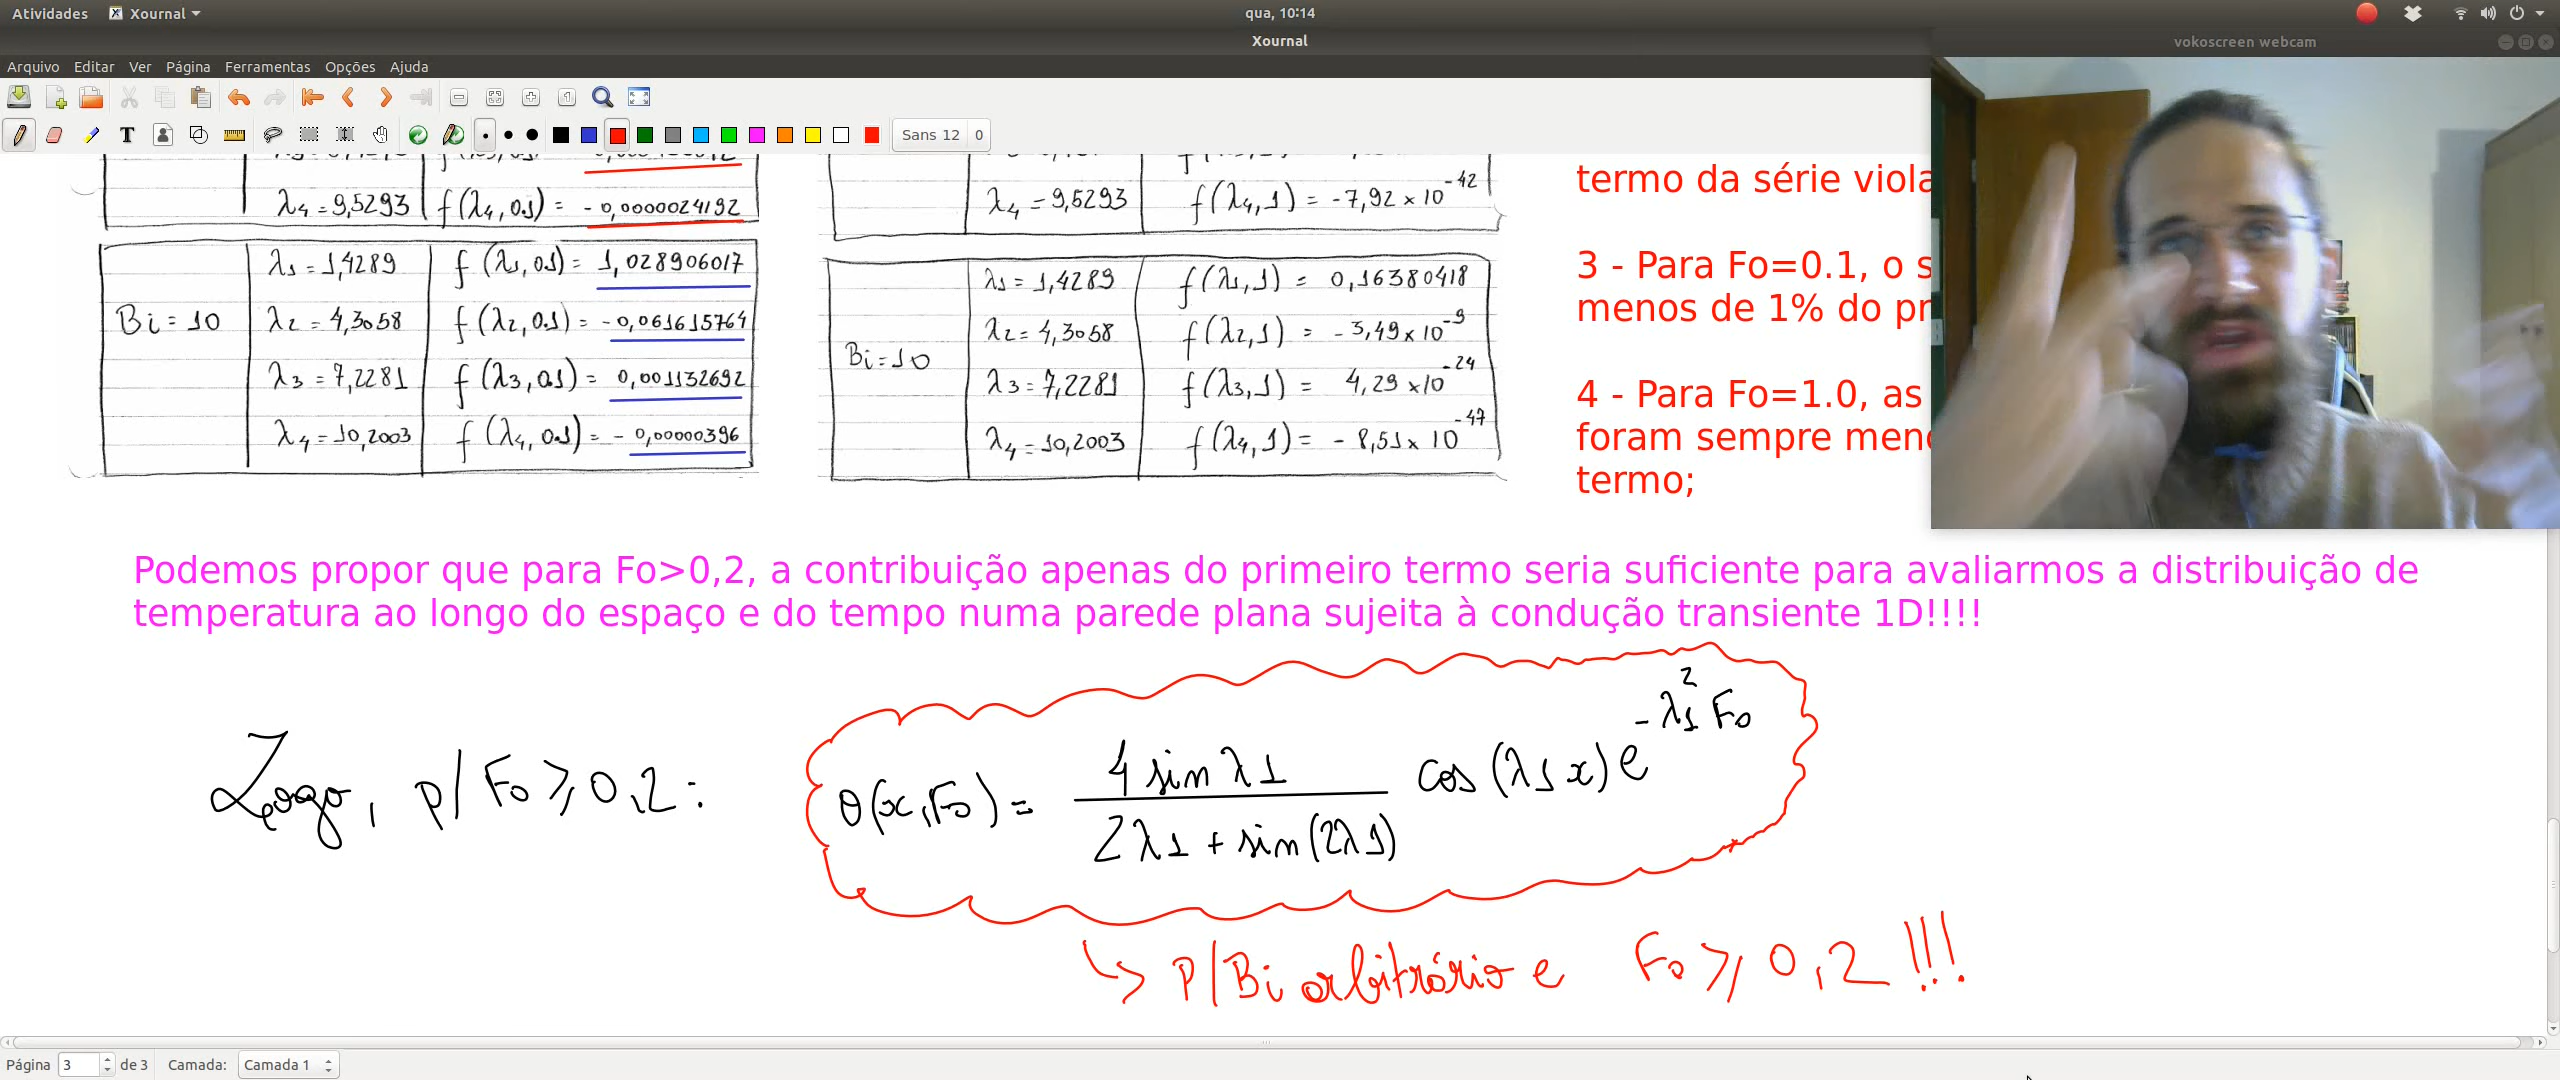 Atividades Xournal qua, 10:14
Xournal
vokoscreen webcam
Arquivo Editar Ver Página Ferramentas Opções Ajuda
Sans 12 0
λ4 = 9,5293 f(λ4, 0.1) = -0,0000024192
Bi = 10
λ1 = 1,4289 f(λ1, 0.1) = 1,028906017
λ2 = 4,3058 f(λ2, 0.1) = -0,061615764
λ3 = 7,2281 f(λ3, 0.1) = 0,001132692
λ4 = 10,2003 f(λ4, 0.1) = -0,00000396
λ4 = 9,5293 f(λ4, 1) = -7,92 × 10^-42
Bi = 10
λ1 = 1,4289 f(λ1, 1) = 0,16380418
λ2 = 4,3058 f(λ2, 1) = -3,49 × 10^-9
λ3 = 7,2281 f(λ3, 1) = 4,29 × 10^-24
λ4 = 10,2003 f(λ4, 1) = -8,51 × 10^-47
termo da série
3 - Para Fo=0.1, o
menos de 1% do
4 - Para Fo=1.0, as
foram sempre
termo;
Podemos propor que para Fo>0,2, a contribuição apenas do primeiro termo seria suficiente para avaliarmos a distribuição de
temperatura ao longo do espaço e do tempo numa parede plana sujeita à condução transiente 1D!!!!
Logo, p/ Fo ≥ 0,2: θ(x, Fo) = 4 sin λ1 / (2λ1 + sin(2λ1)) cos(λ1 x) e^(-λ1² Fo)
↳ P/ Bi arbitrário e Fo ≥ 0,2 !!!
Página 3 de 3 Camada: Camada 1